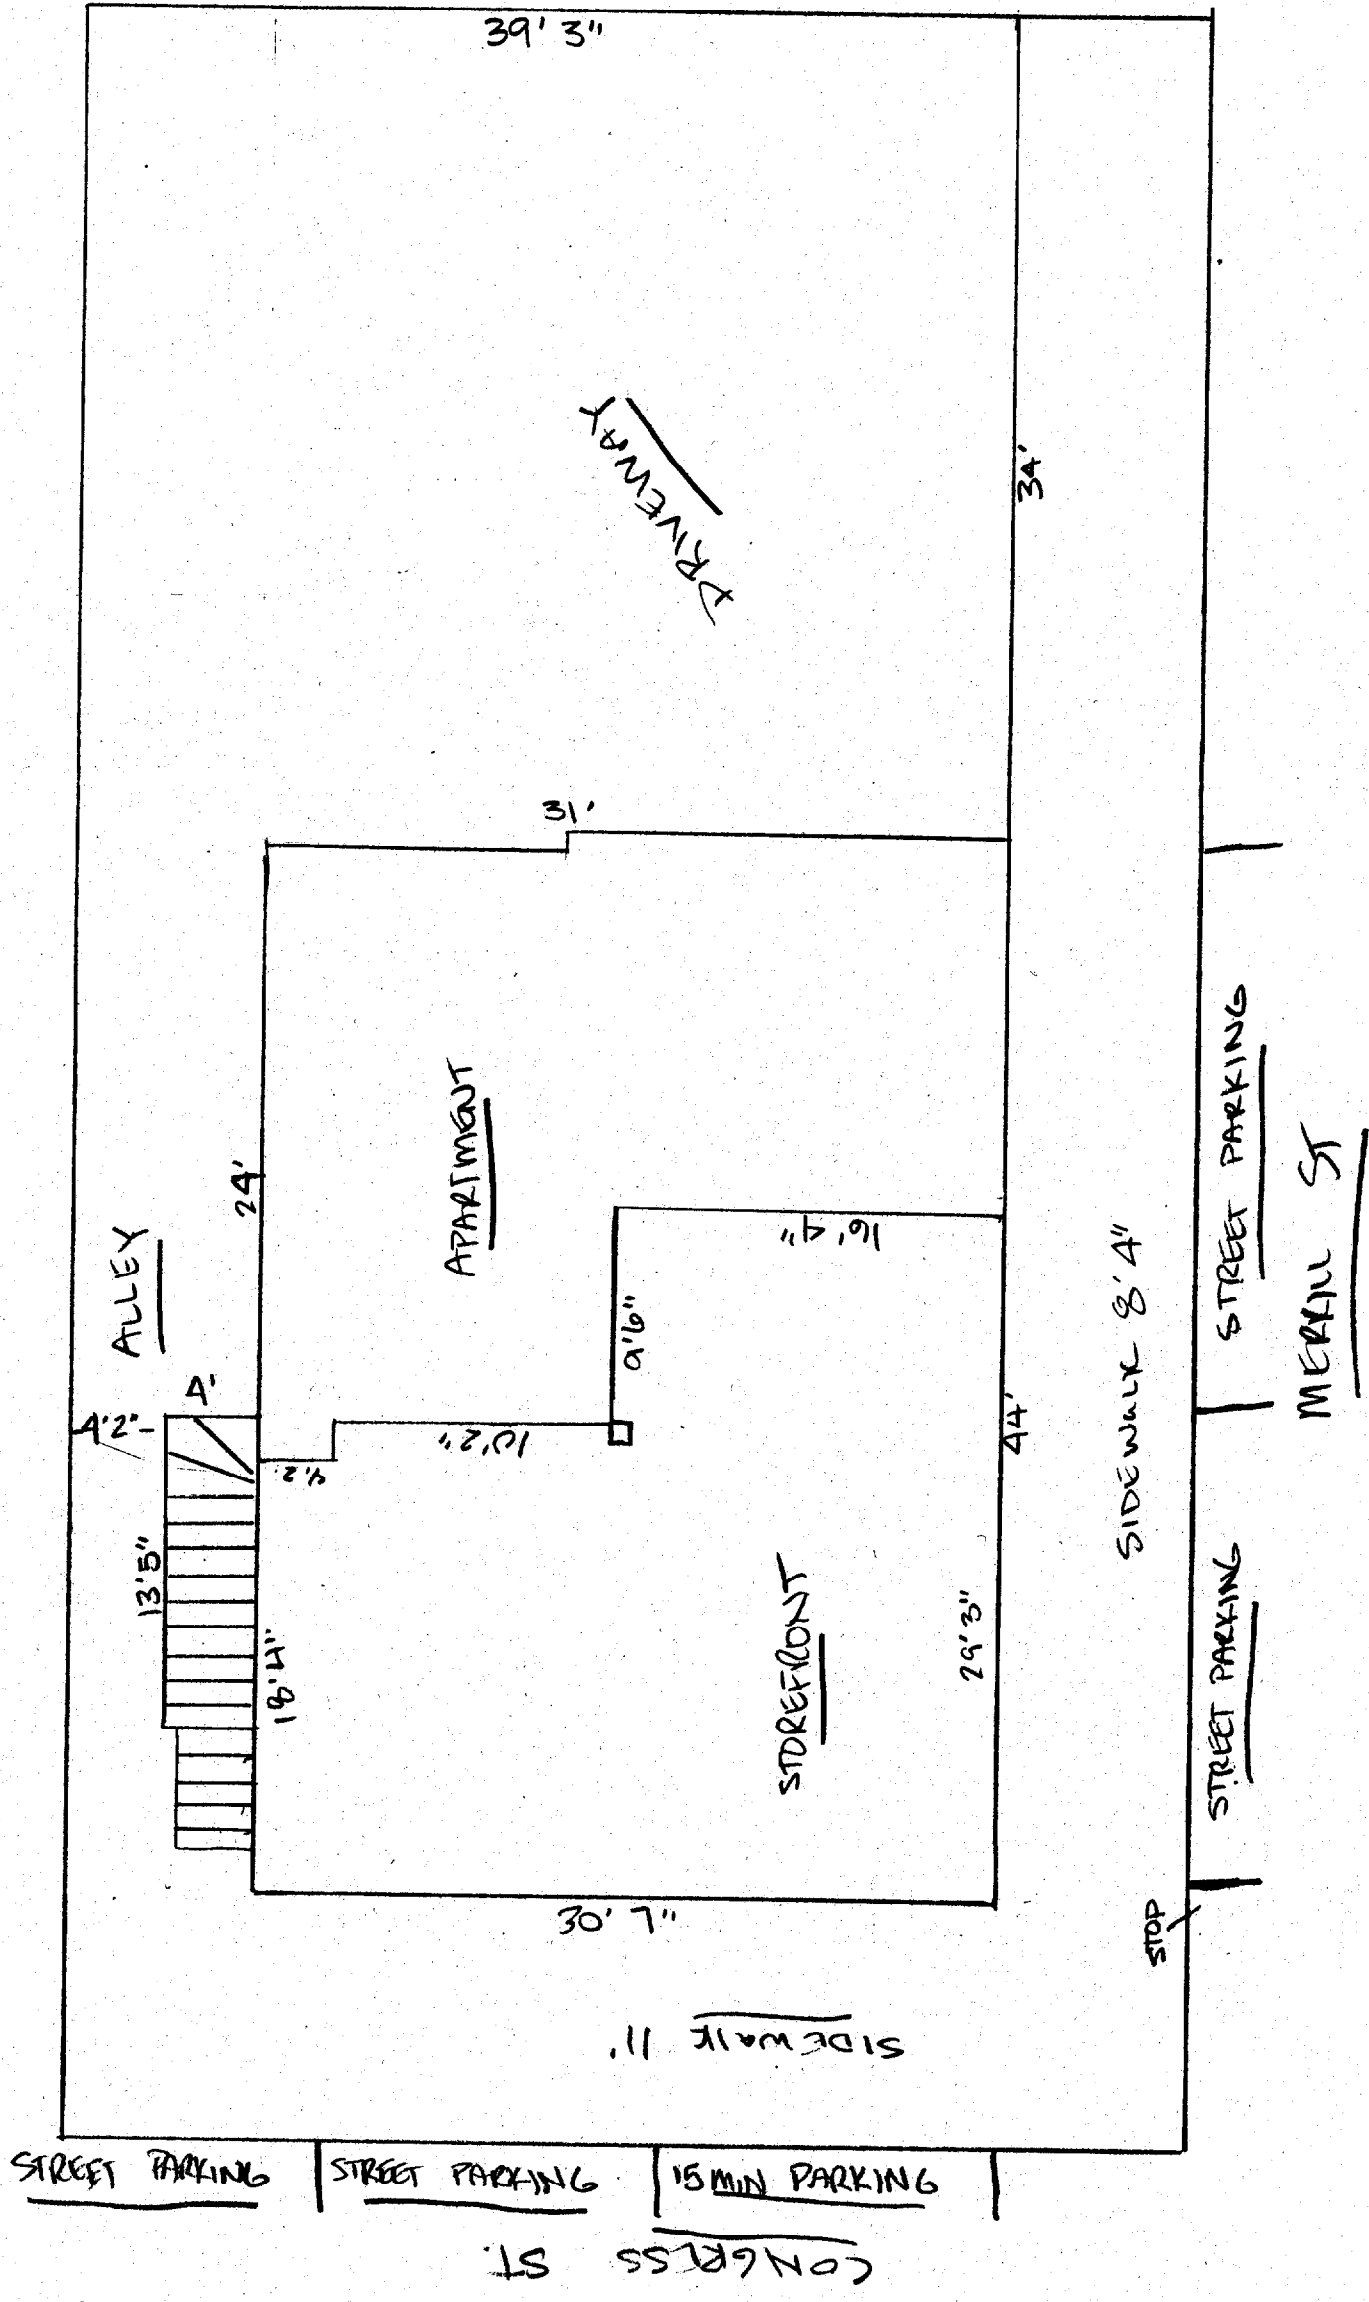 39' 3"
DRIVEWAY
34'
31'
24'
APARTMENT
ALLEY
16' 4"
9'6"
4'
4'2"
10'2"
4'2"
44'
SIDEWALK 8' 4"
STREET PARKING
MERRILL ST
13'5"
18'4"
STOREFRONT
29'3"
STREET PARKING
30' 7"
STOP
SIDEWALK 11'
STREET PARKING
STREET PARKING
15 MIN PARKING
CONGRESS ST.